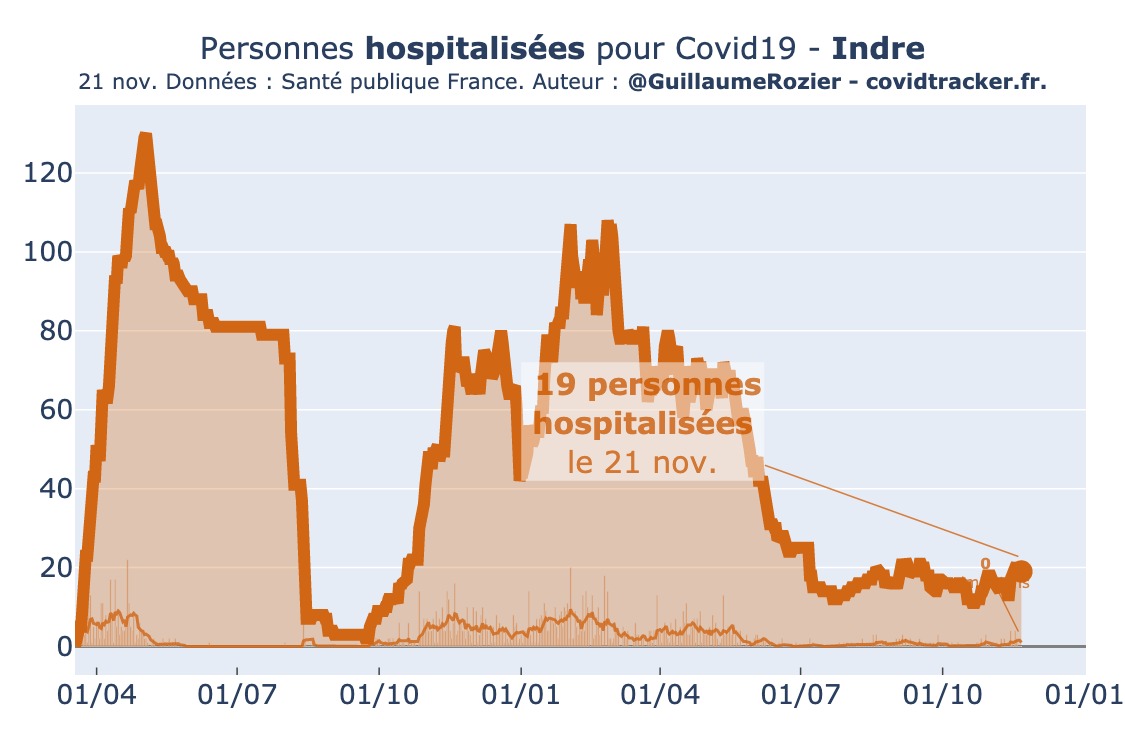 Personnes hospitalisées pour Covid19 - Indre
21 nov. Données : Santé publique France. Auteur : @GuillaumeRozier - covidtracker.fr.
120
100
80
60
40
20
0
19 personnes
hospitalisées
le 21 nov.
0
01/04 01/07 01/10 01/01 01/04 01/07 01/10 01/01